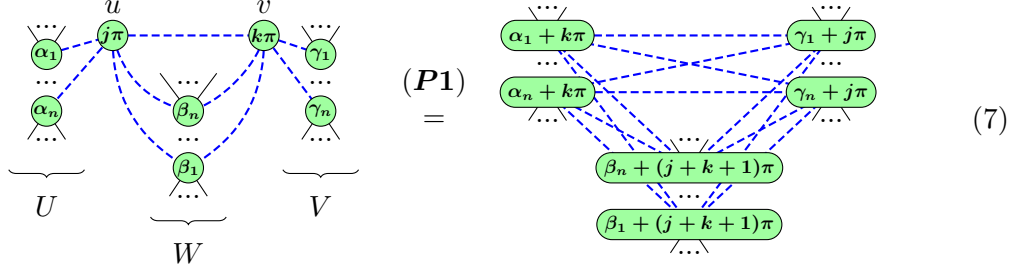 u v
... jπ kπ ... ... ...
α₁ γ₁ α₁ + kπ γ₁ + jπ
... ... ... ... ...
αₙ βₙ γₙ (P1) αₙ + kπ γₙ + jπ
... ... ... = ... ... (7)
β₁ βₙ + (j + k + 1)π
... ...
U V β₁ + (j + k + 1)π
W ...